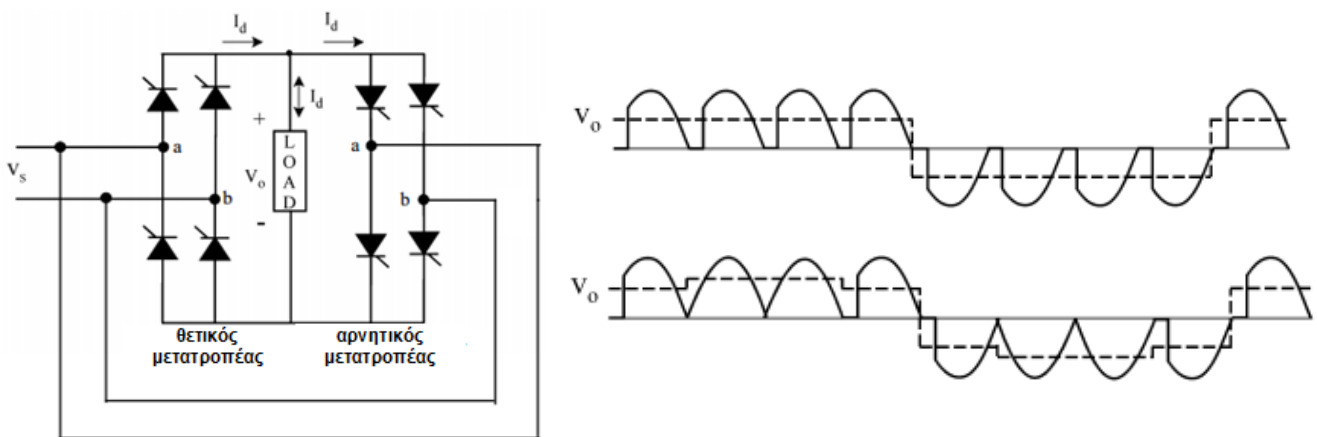 I_d I_d
I_d
+
a
L
O
A
D
a
V_s
V_o
b
b
-
θετικός
μετατροπέας
αρνητικός
μετατροπέας
V_o
V_o